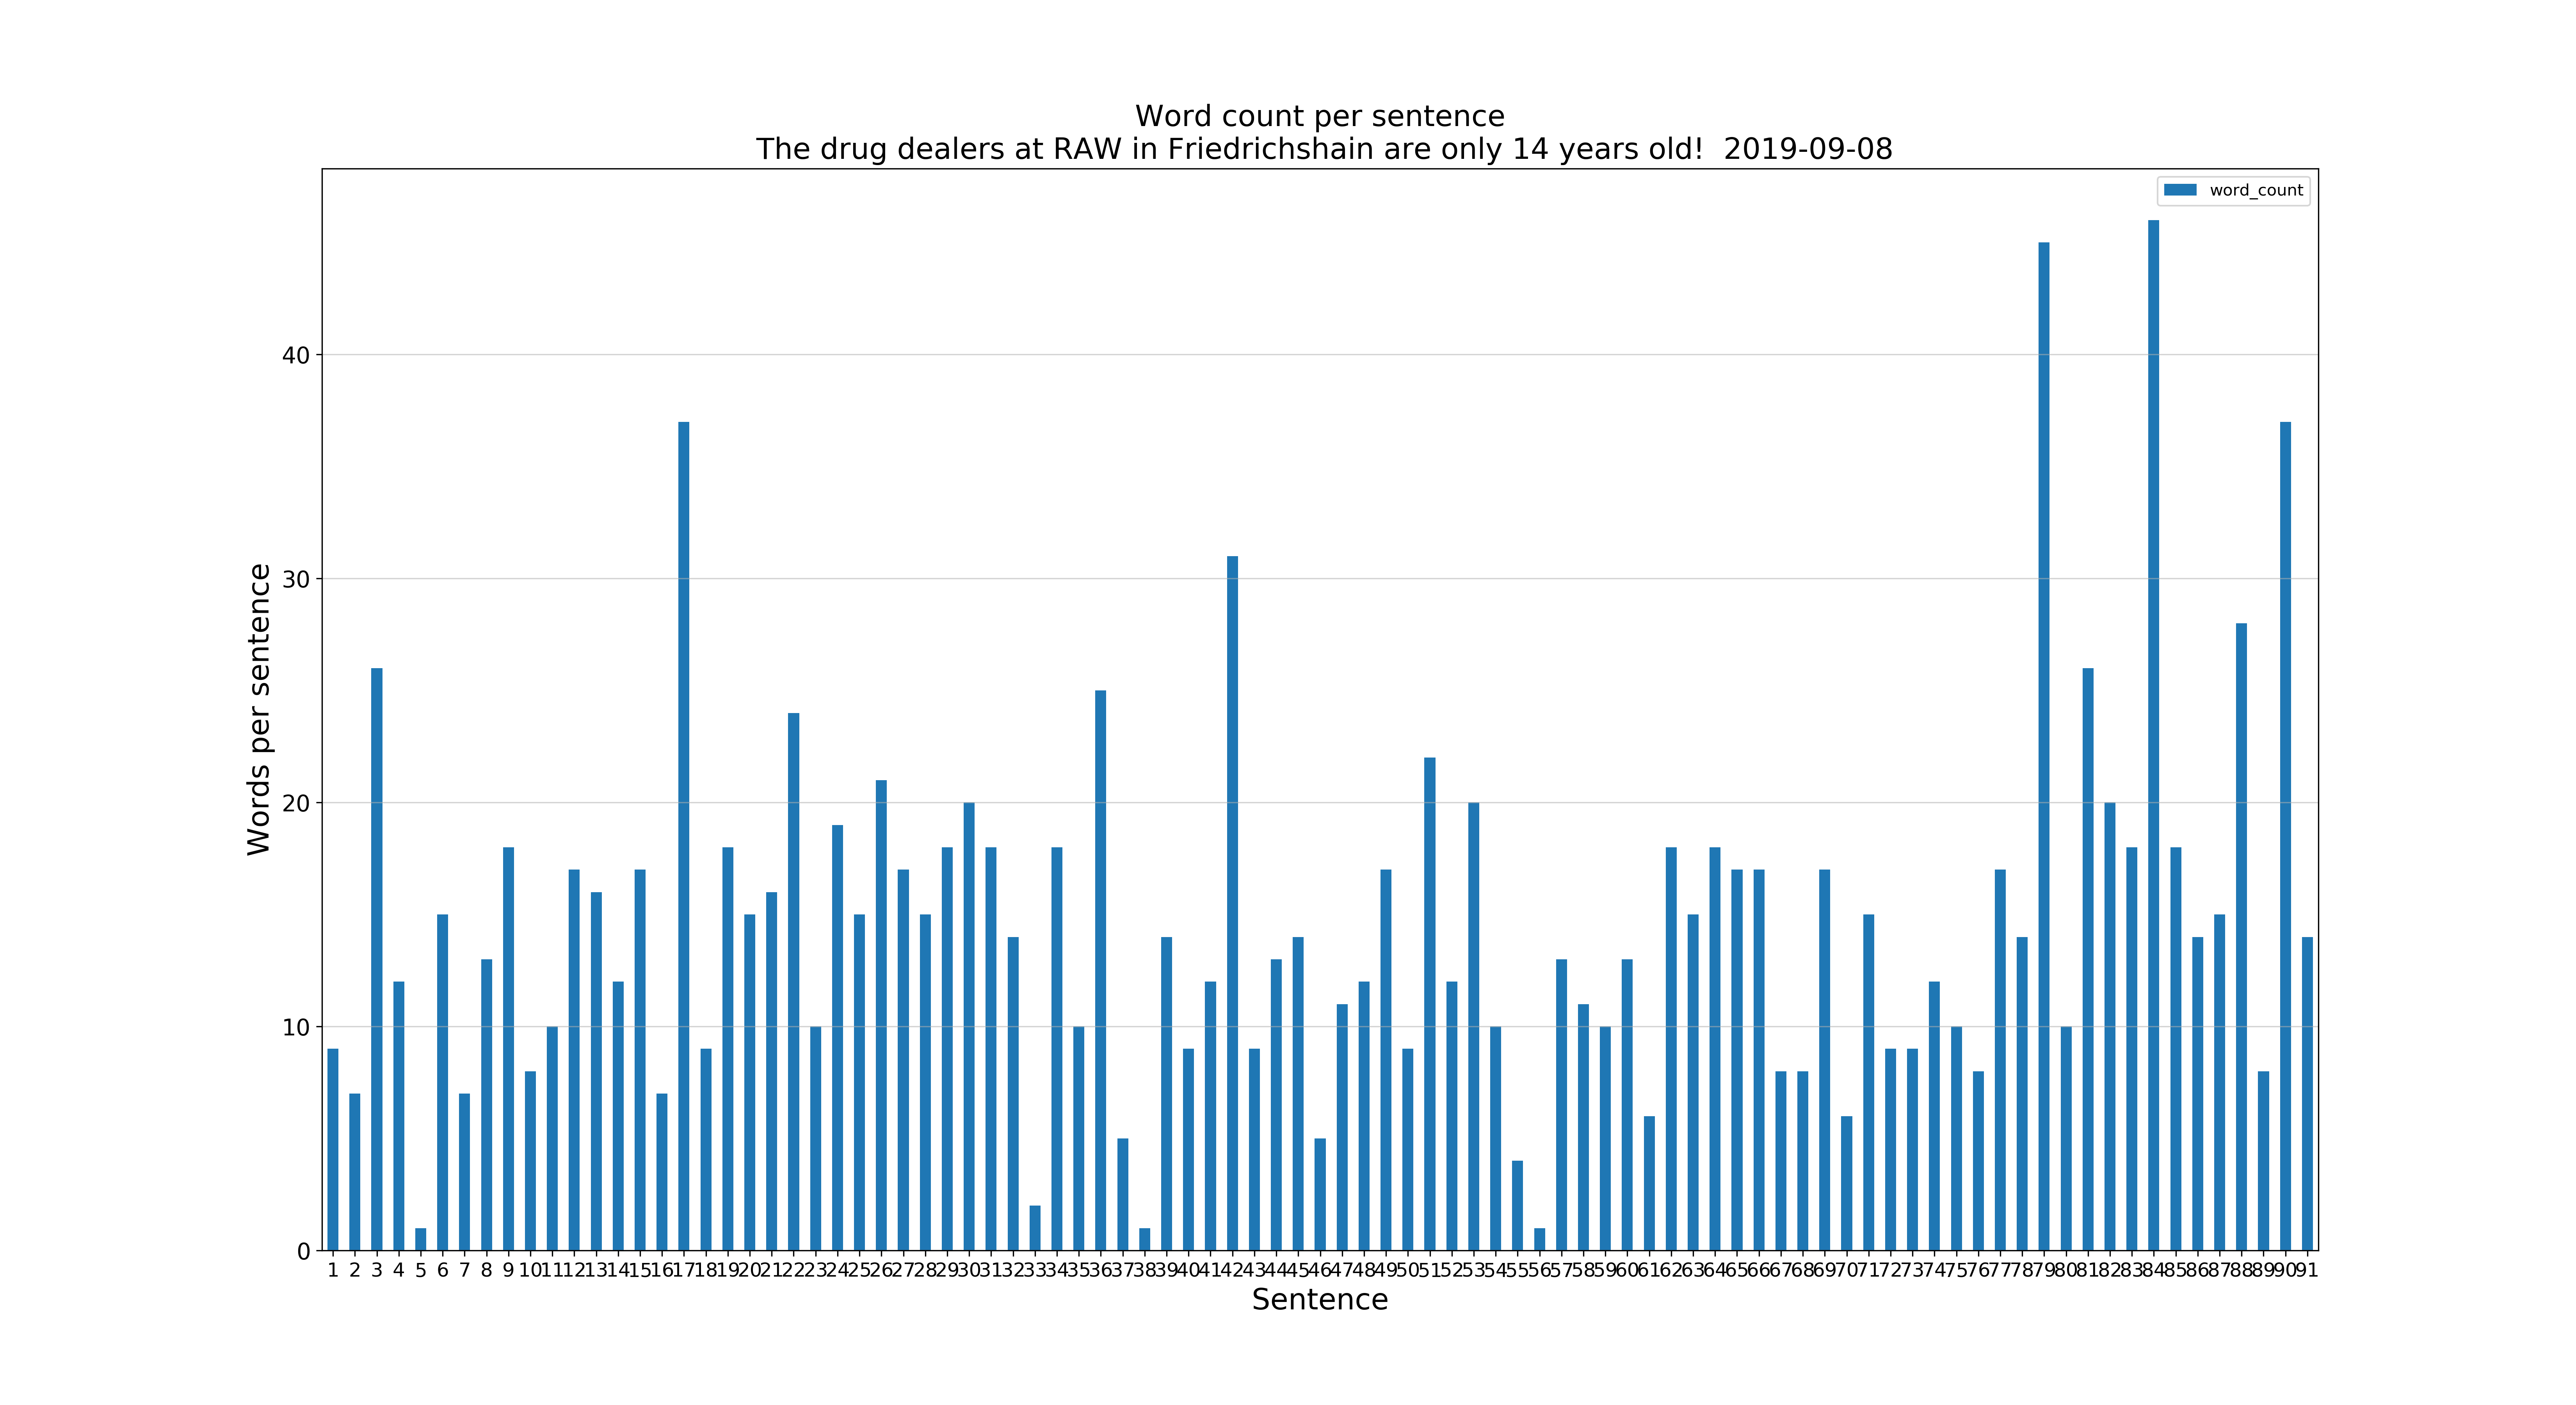 Word count per sentence
The drug dealers at RAW in Friedrichshain are only 14 years old!  2019-09-08
word_count
40
30
20
10
0
Words per sentence
1 2 3 4 5 6 7 8 9 10 11 12 13 14 15 16 17 18 19 20 21 22 23 24 25 26 27 28 29 30 31 32 33 34 35 36 37 38 39 40 41 42 43 44 45 46 47 48 49 50 51 52 53 54 55 56 57 58 59 60 61 62 63 64 65 66 67 68 69 70 71 72 73 74 75 76 77 78 79 80 81 82 83 84 85 86 87 88 89 90 91
Sentence